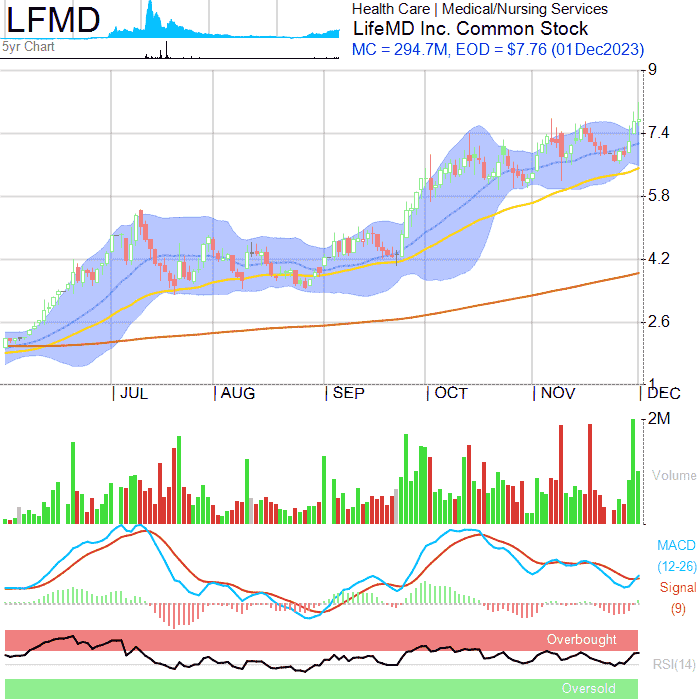 LFMD
5yr Chart
Health Care | Medical/Nursing Services
LifeMD Inc. Common Stock
MC = 294.7M, EOD = $7.76 (01Dec2023)
9
7.4
5.8
4.2
2.6
1
JUL
AUG
SEP
OCT
NOV
DEC
2M
Volume
MACD
(12-26)
Signal
(9)
Overbought
RSI(14)
Oversold